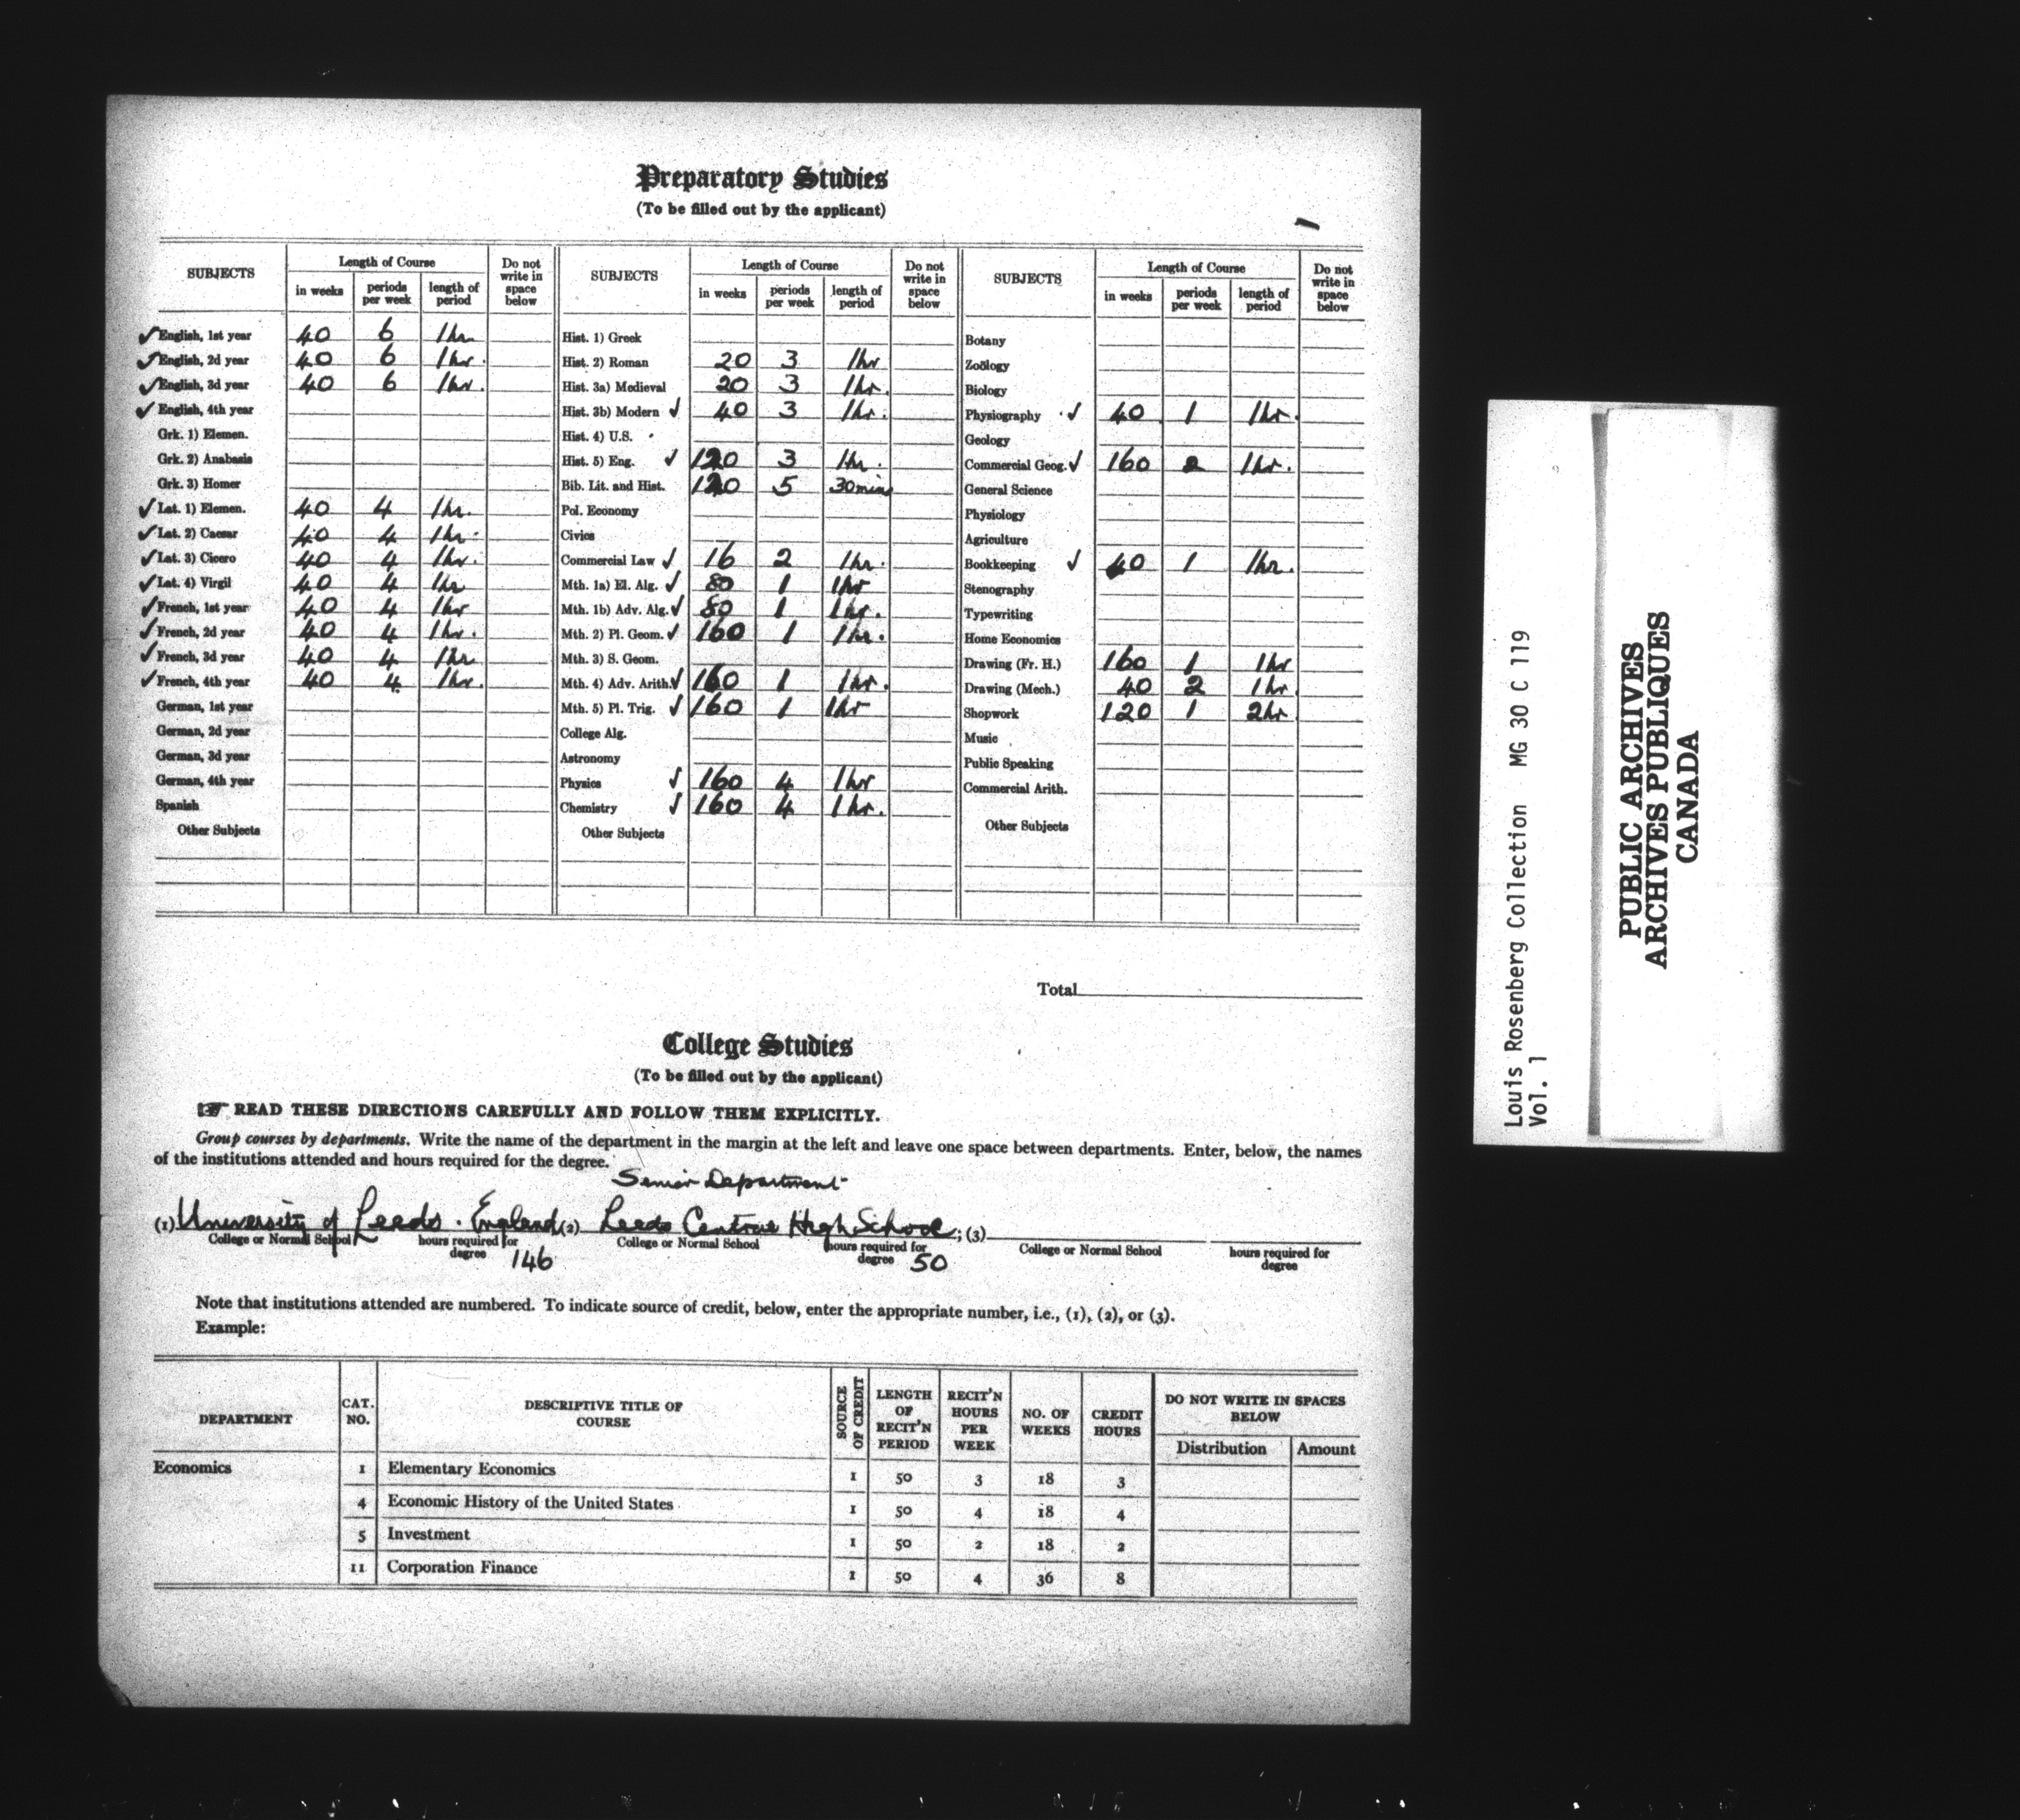 Preparatory Studies
(To be filled out by the applicant)
SUBJECTS Length of Course Do not write in space below
in weeks periods per week length of period
✓ English, 1st year 40 6 1hr.
✓ English, 2d year 40 6 1hr.
✓ English, 3d year 40 6 1hr.
✓ English, 4th year
Grk. 1) Elemen.
Grk. 2) Anabasis
Grk. 3) Homer
✓ Lat. 1) Elemen. 40 4 1hr.
✓ Lat. 2) Caesar 40 4 1hr.
✓ Lat. 3) Cicero 40 4 1hr.
✓ Lat. 4) Virgil 40 4 1hr
✓ French, 1st year 40 4 1hr
✓ French, 2d year 40 4 1hr.
✓ French, 3d year 40 4 1hr
✓ French, 4th year 40 4 1hr.
German, 1st year
German, 2d year
German, 3d year
German, 4th year
Spanish
Other Subjects
SUBJECTS Length of Course Do not write in space below
in weeks periods per week length of period
Hist. 1) Greek
Hist. 2) Roman 20 3 1hr
Hist. 3a) Medieval 20 3 1hr.
Hist. 3b) Modern ✓ 40 3 1hr.
Hist. 4) U.S.
Hist. 5) Eng. ✓ 120 3 1hr.
Bib. Lit. and Hist. 120 5 30mins
Pol. Economy
Civics
Commercial Law ✓ 16 2 1hr.
Mth. 1a) El. Alg. ✓ 80 1 1hr
Mth. 1b) Adv. Alg. ✓ 80 1 1hr.
Mth. 2) Pl. Geom. ✓ 160 1 1hr.
Mth. 3) S. Geom.
Mth. 4) Adv. Arith. ✓ 160 1 1hr.
Mth. 5) Pl. Trig. ✓ 160 1 1hr
College Alg.
Astronomy
Physics ✓ 160 4 1hr
Chemistry ✓ 160 4 1hr.
Other Subjects
SUBJECTS Length of Course Do not write in space below
in weeks periods per week length of period
Botany
Zoölogy
Biology
Physiography ✓ 40 1 1hr.
Geology
Commercial Geog. ✓ 160 2 1hr.
General Science
Physiology
Agriculture
Bookkeeping ✓ 40 1 1hr.
Stenography
Typewriting
Home Economics
Drawing (Fr. H.) 160 1 1hr
Drawing (Mech.) 40 2 1hr
Shopwork 120 1 2hr
Music
Public Speaking
Commercial Arith.
Other Subjects
Total
College Studies
(To be filled out by the applicant)
☞ READ THESE DIRECTIONS CAREFULLY AND FOLLOW THEM EXPLICITLY.
Group courses by departments. Write the name of the department in the margin at the left and leave one space between departments. Enter, below, the names
of the institutions attended and hours required for the degree.
Senior Department
(1) University of Leeds. England (2) Leeds Central High School; (3)
College or Normal School hours required for degree 146 College or Normal School hours required for degree 50 College or Normal School hours required for degree
Note that institutions attended are numbered. To indicate source of credit, below, enter the appropriate number, i.e., (1), (2), or (3).
Example:
DEPARTMENT CAT. NO. DESCRIPTIVE TITLE OF COURSE SOURCE OF CREDIT LENGTH OF RECIT'N PERIOD RECIT'N HOURS PER WEEK NO. OF WEEKS CREDIT HOURS DO NOT WRITE IN SPACES BELOW
Distribution Amount
Economics 1 Elementary Economics 1 50 3 18 3
4 Economic History of the United States 1 50 4 18 4
5 Investment 1 50 2 18 2
11 Corporation Finance 1 50 4 36 8
Louis Rosenberg Collection MG 30 C 119
Vol. 1
PUBLIC ARCHIVES
ARCHIVES PUBLIQUES
CANADA